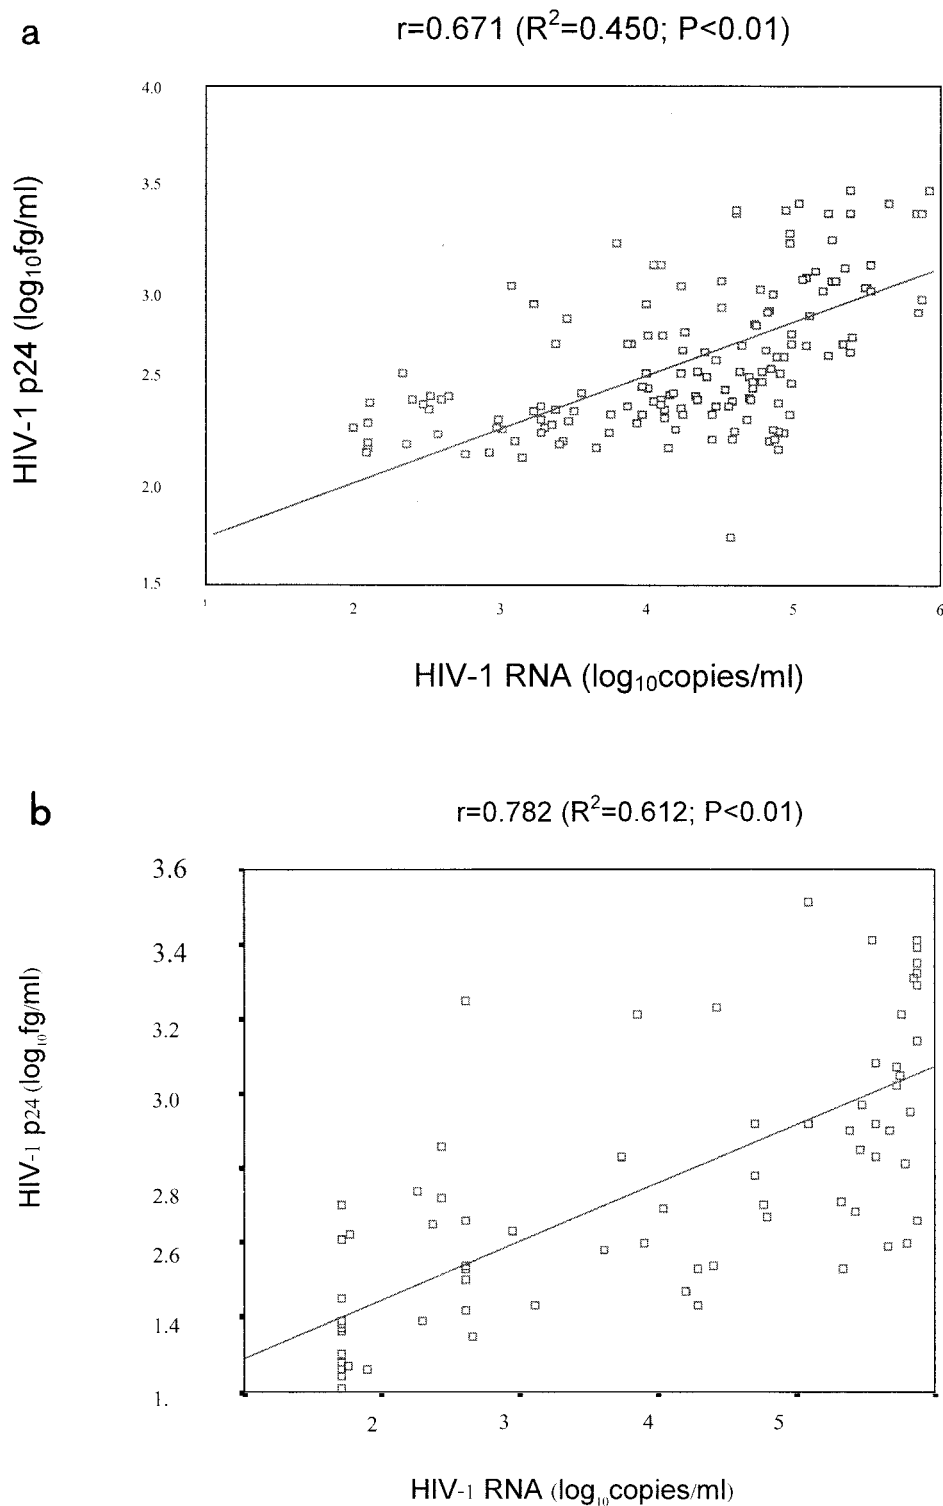 a
r=0.671 (R²=0.450; P<0.01)
HIV-1 p24 (log₁₀fg/ml)
4.0
3.5
3.0
2.5
2.0
1.5
1 2 3 4 5 6
HIV-1 RNA (log₁₀copies/ml)
b
r=0.782 (R²=0.612; P<0.01)
HIV-1 p24 (log₁₀fg/ml)
3.6
3.4
3.2
3.0
2.8
2.6
1.4
1.
2 3 4 5
HIV-1 RNA (log₁₀copies/ml)